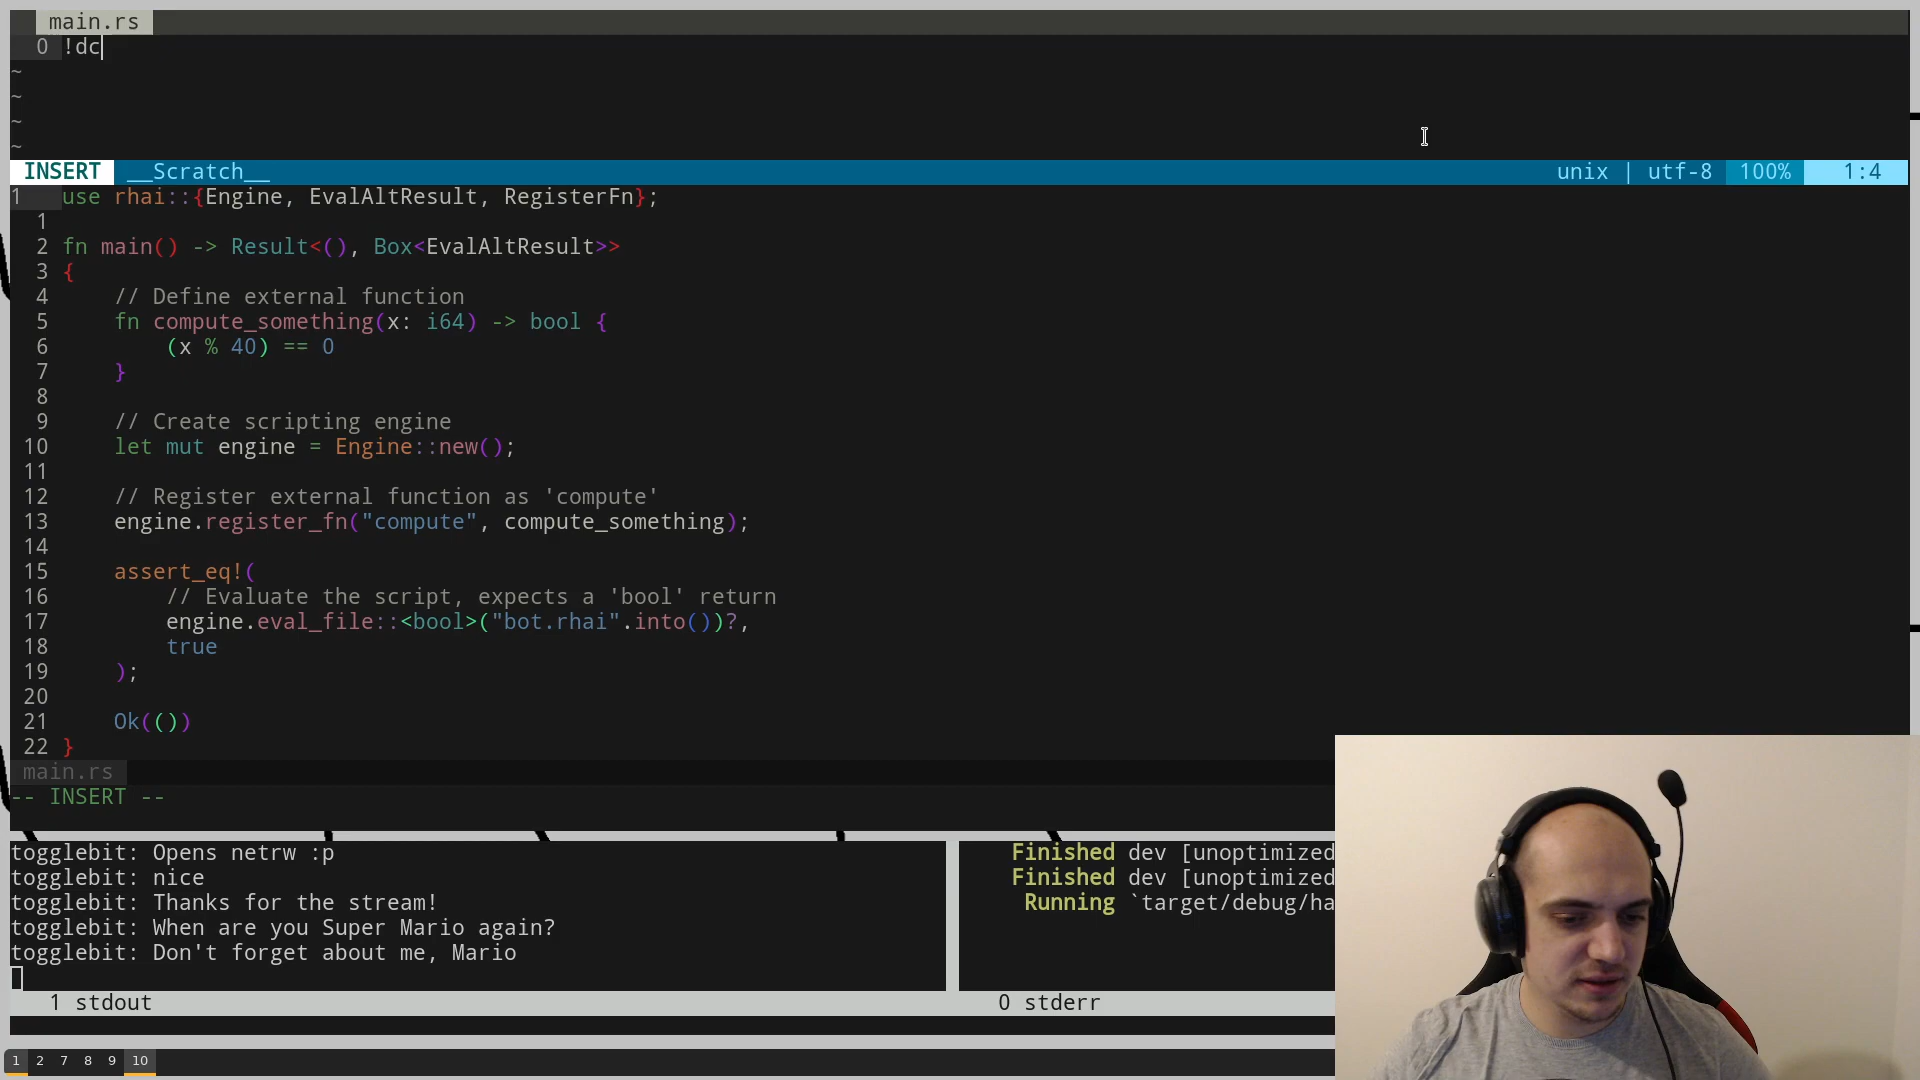 main.rs
0 !dc
~
~
~
~
INSERT __Scratch__ unix | utf-8 100% 1:4
1 use rhai::{Engine, EvalAltResult, RegisterFn};
1
2 fn main() -> Result<(), Box<EvalAltResult>>
3 {
4     // Define external function
5     fn compute_something(x: i64) -> bool {
6         (x % 40) == 0
7     }
8
9     // Create scripting engine
10     let mut engine = Engine::new();
11
12     // Register external function as 'compute'
13     engine.register_fn("compute", compute_something);
14
15     assert_eq!(
16         // Evaluate the script, expects a 'bool' return
17         engine.eval_file::<bool>("bot.rhai".into())?,
18         true
19     );
20
21     Ok(())
22 }
main.rs
-- INSERT --
togglebit: Opens netrw :p
togglebit: nice
togglebit: Thanks for the stream!
togglebit: When are you Super Mario again?
togglebit: Don't forget about me, Mario
1 stdout
Finished dev [unoptimized
Finished dev [unoptimized
Running `target/debug/ha
0 stderr
1 2 7 8 9 10